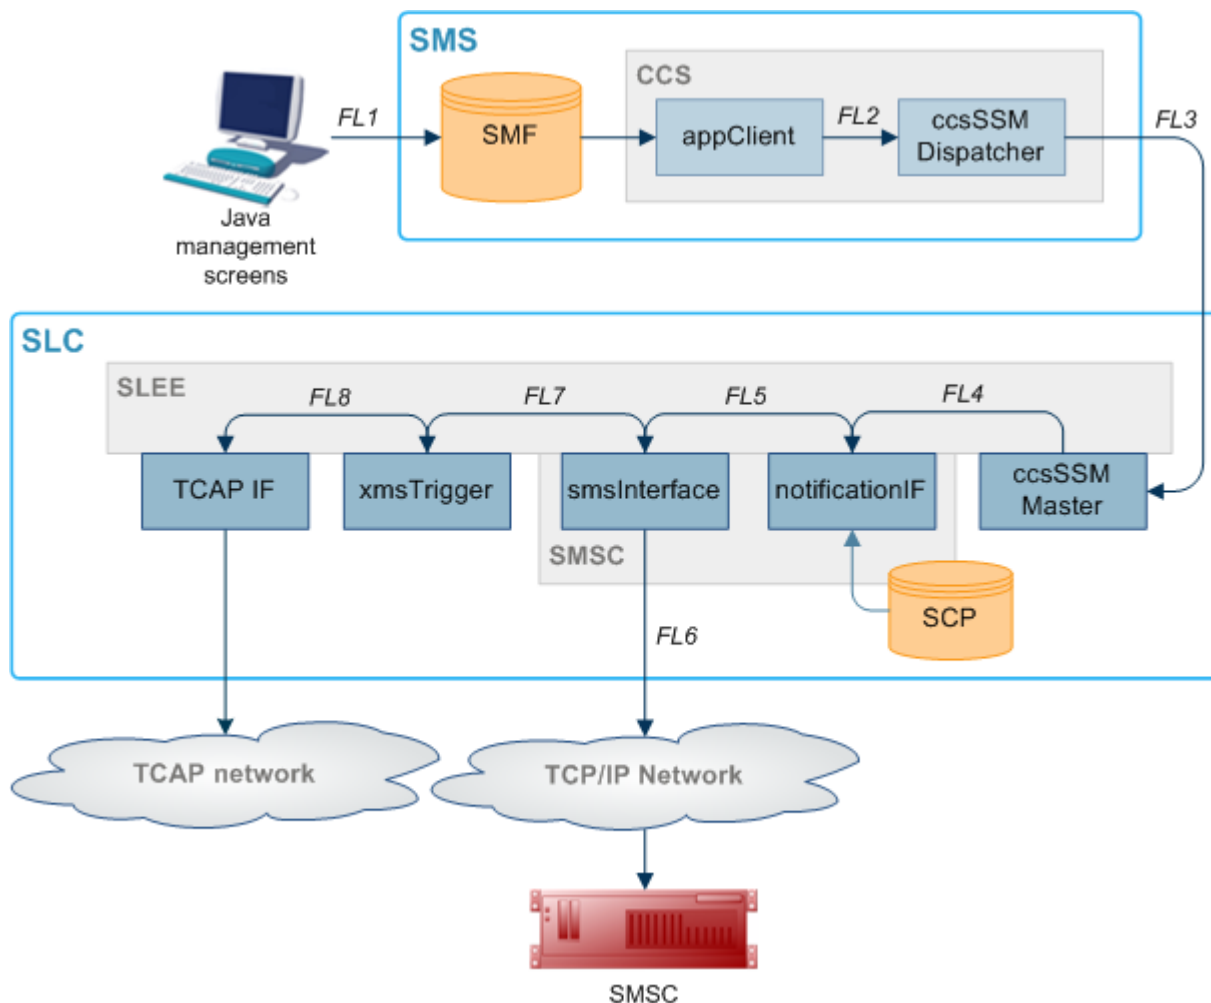 SMS
CCS
FL1
SMF
appClient
FL2
ccsSSM
Dispatcher
FL3
Java
management
screens
SLC
SLEE
FL8
FL7
FL5
FL4
TCAP IF
xmsTrigger
smsInterface
notificationIF
ccsSSM
Master
SMSC
SCP
FL6
TCAP network
TCP/IP Network
SMSC